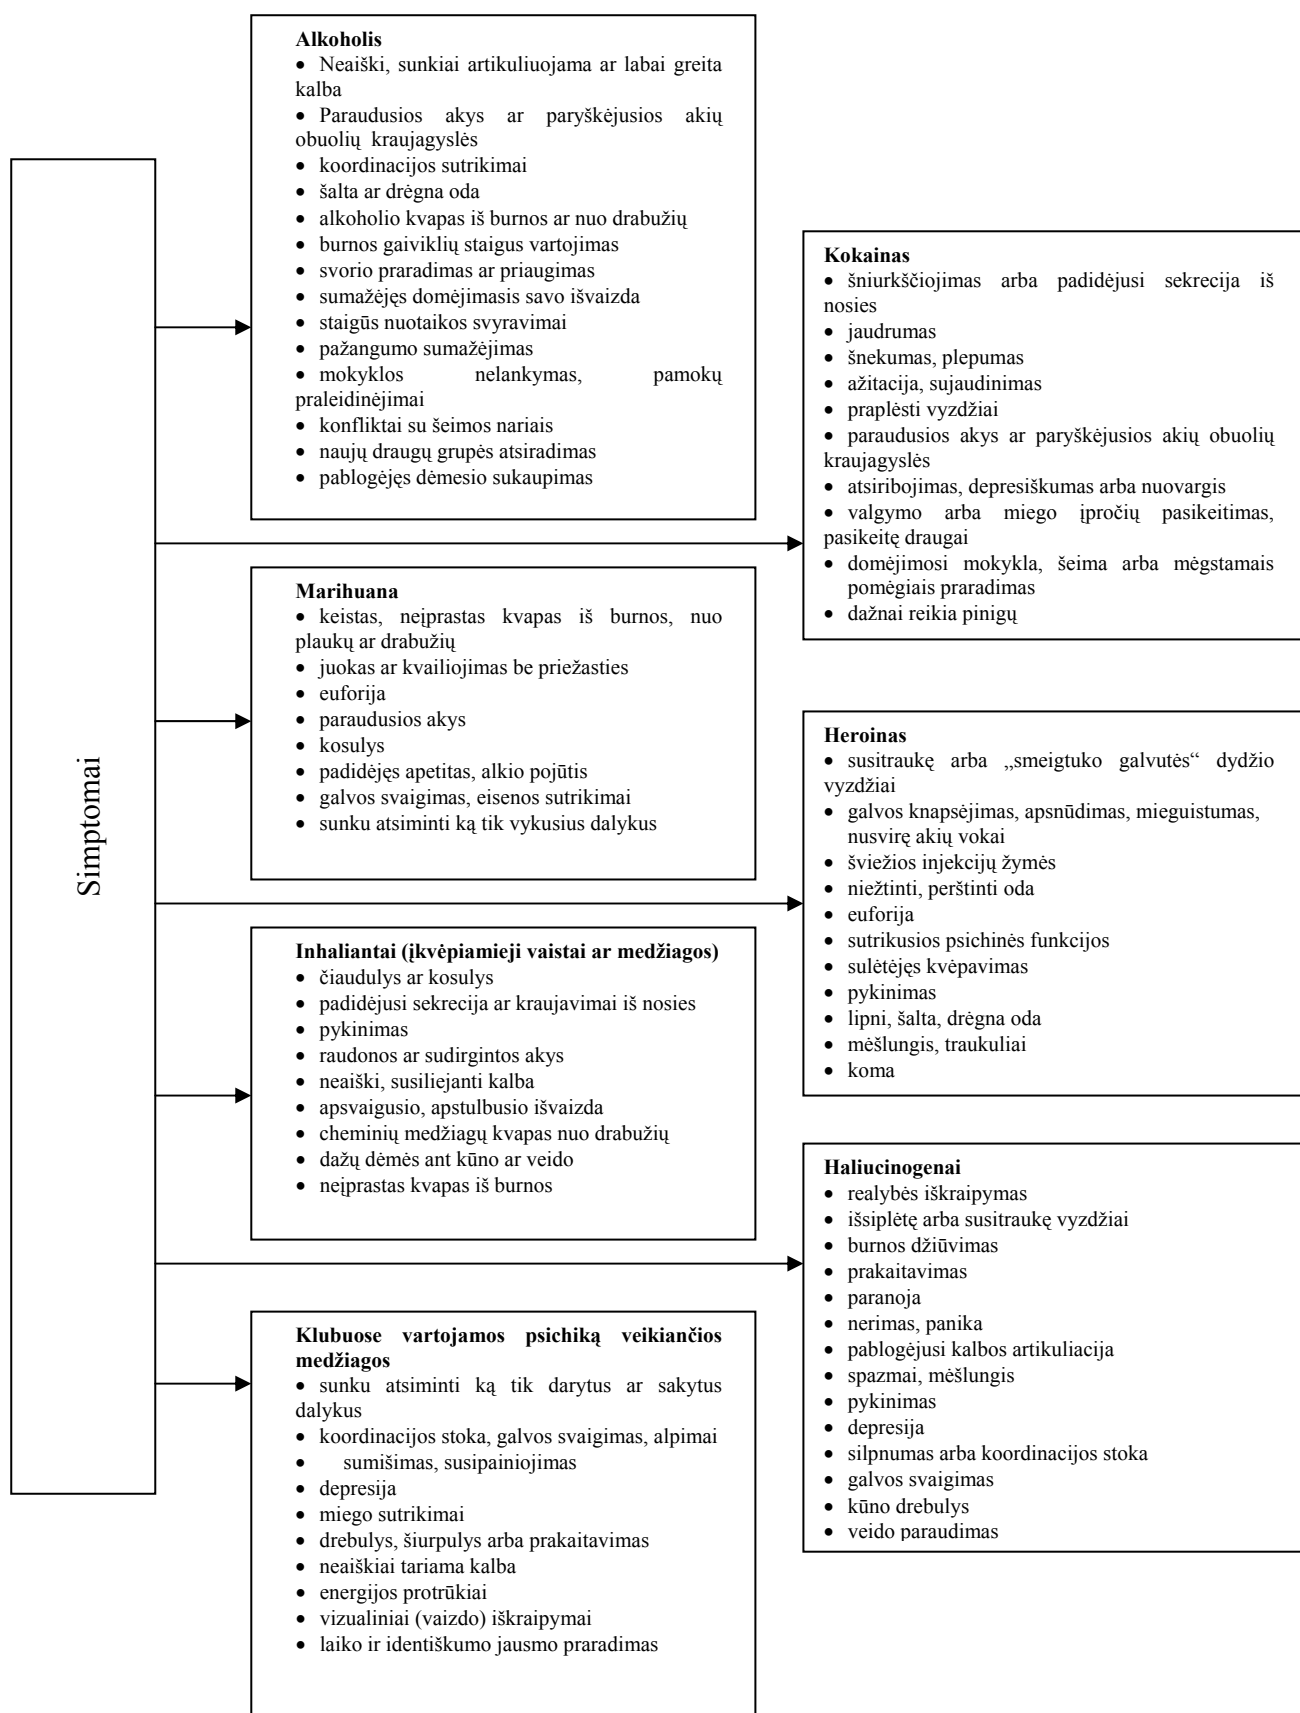 Simptomai
Alkoholis
• Neaiški, sunkiai artikuliuojama ar labai greita
kalba
• Paraudusios akys ar paryškėjusios akių
obuolių kraujagyslės
• koordinacijos sutrikimai
• šalta ar drėgna oda
• alkoholio kvapas iš burnos ar nuo drabužių
• burnos gaiviklių staigus vartojimas
• svorio praradimas ar priaugimas
• sumažėjęs domėjimasis savo išvaizda
• staigūs nuotaikos svyravimai
• pažangumo sumažėjimas
• mokyklos nelankymas, pamokų
praleidinėjimai
• konfliktai su šeimos nariais
• naujų draugų grupės atsiradimas
• pablogėjęs dėmesio sukaupimas
Kokainas
• šniurkščiojimas arba padidėjusi sekrecija iš
nosies
• jaudrumas
• šnekumas, plepumas
• ažitacija, sujaudinimas
• praplėsti vyzdžiai
• paraudusios akys ar paryškėjusios akių obuolių
kraujagyslės
• atsiribojimas, depresiškumas arba nuovargis
• valgymo arba miego įpročių pasikeitimas,
pasikeitę draugai
• domėjimosi mokykla, šeima arba mėgstamais
pomėgiais praradimas
• dažnai reikia pinigų
Marihuana
• keistas, neįprastas kvapas iš burnos, nuo
plaukų ar drabužių
• juokas ar kvailiojimas be priežasties
• euforija
• paraudusios akys
• kosulys
• padidėjęs apetitas, alkio pojūtis
• galvos svaigimas, eisenos sutrikimai
• sunku atsiminti ką tik vykusius dalykus
Heroinas
• susitraukę arba „smeigtuko galvutės“ dydžio
vyzdžiai
• galvos knapsėjimas, apsnūdimas, mieguistumas,
nusvirę akių vokai
• šviežios injekcijų žymės
• niežtinti, perštinti oda
• euforija
• sutrikusios psichinės funkcijos
• sulėtėjęs kvėpavimas
• pykinimas
• lipni, šalta, drėgna oda
• mėšlungis, traukuliai
• koma
Inhaliantai (įkvėpiamieji vaistai ar medžiagos)
• čiaudulys ar kosulys
• padidėjusi sekrecija ar kraujavimai iš nosies
• pykinimas
• raudonos ar sudirgintos akys
• neaiški, susiliejanti kalba
• apsvaigusio, apstulbusio išvaizda
• cheminių medžiagų kvapas nuo drabužių
• dažų dėmės ant kūno ar veido
• neįprastas kvapas iš burnos
Haliucinogenai
• realybės iškraipymas
• išsiplėtę arba susitraukę vyzdžiai
• burnos džiūvimas
• prakaitavimas
• paranoja
• nerimas, panika
• pablogėjusi kalbos artikuliacija
• spazmai, mėšlungis
• pykinimas
• depresija
• silpnumas arba koordinacijos stoka
• galvos svaigimas
• kūno drebulys
• veido paraudimas
Klubuose vartojamos psichiką veikiančios
medžiagos
• sunku atsiminti ką tik darytus ar sakytus
dalykus
• koordinacijos stoka, galvos svaigimas, alpimai
• sumišimas, susipainiojimas
• depresija
• miego sutrikimai
• drebulys, šiurpulys arba prakaitavimas
• neaiškiai tariama kalba
• energijos protrūkiai
• vizualiniai (vaizdo) iškraipymai
• laiko ir identiškumo jausmo praradimas